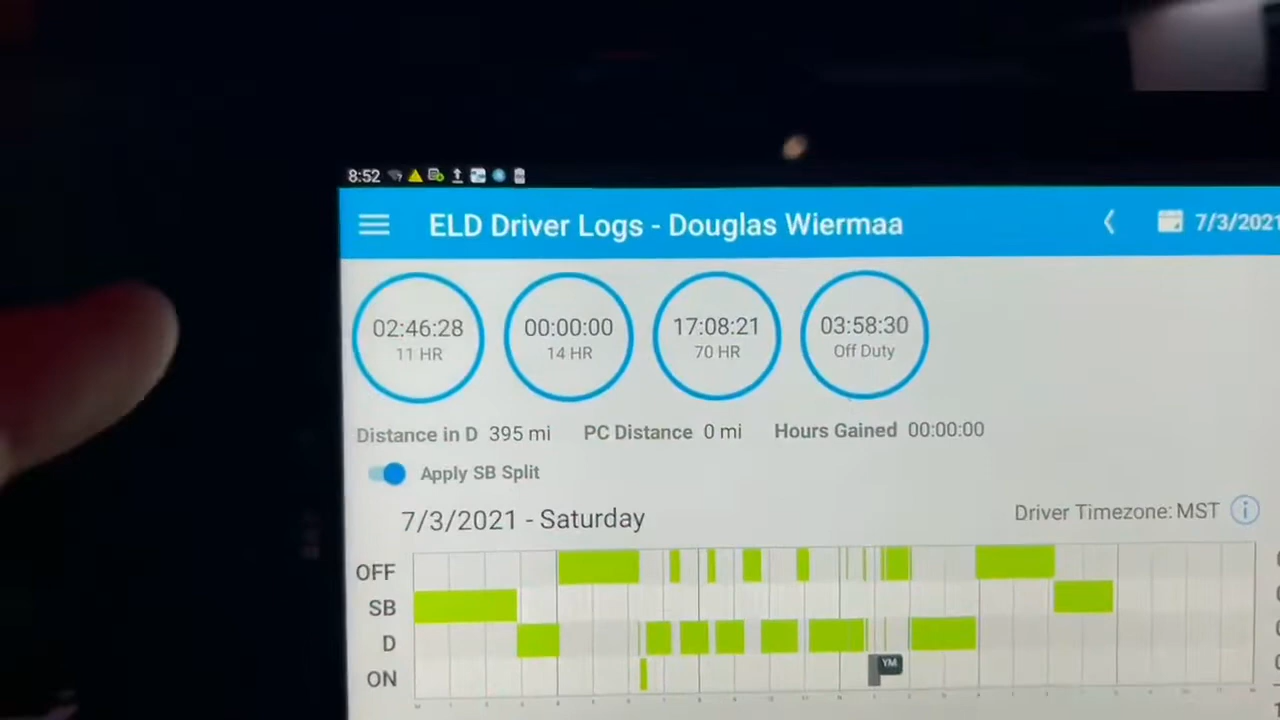 8:52
ELD Driver Logs - Douglas Wiermaa
7/3/2021
02:46:28
11 HR
00:00:00
14 HR
17:08:21
70 HR
03:58:30
Off Duty
Distance in D 395 mi PC Distance 0 mi Hours Gained 00:00:00
Apply SB Split
7/3/2021 - Saturday
Driver Timezone: MST
OFF
SB
D
ON
YM